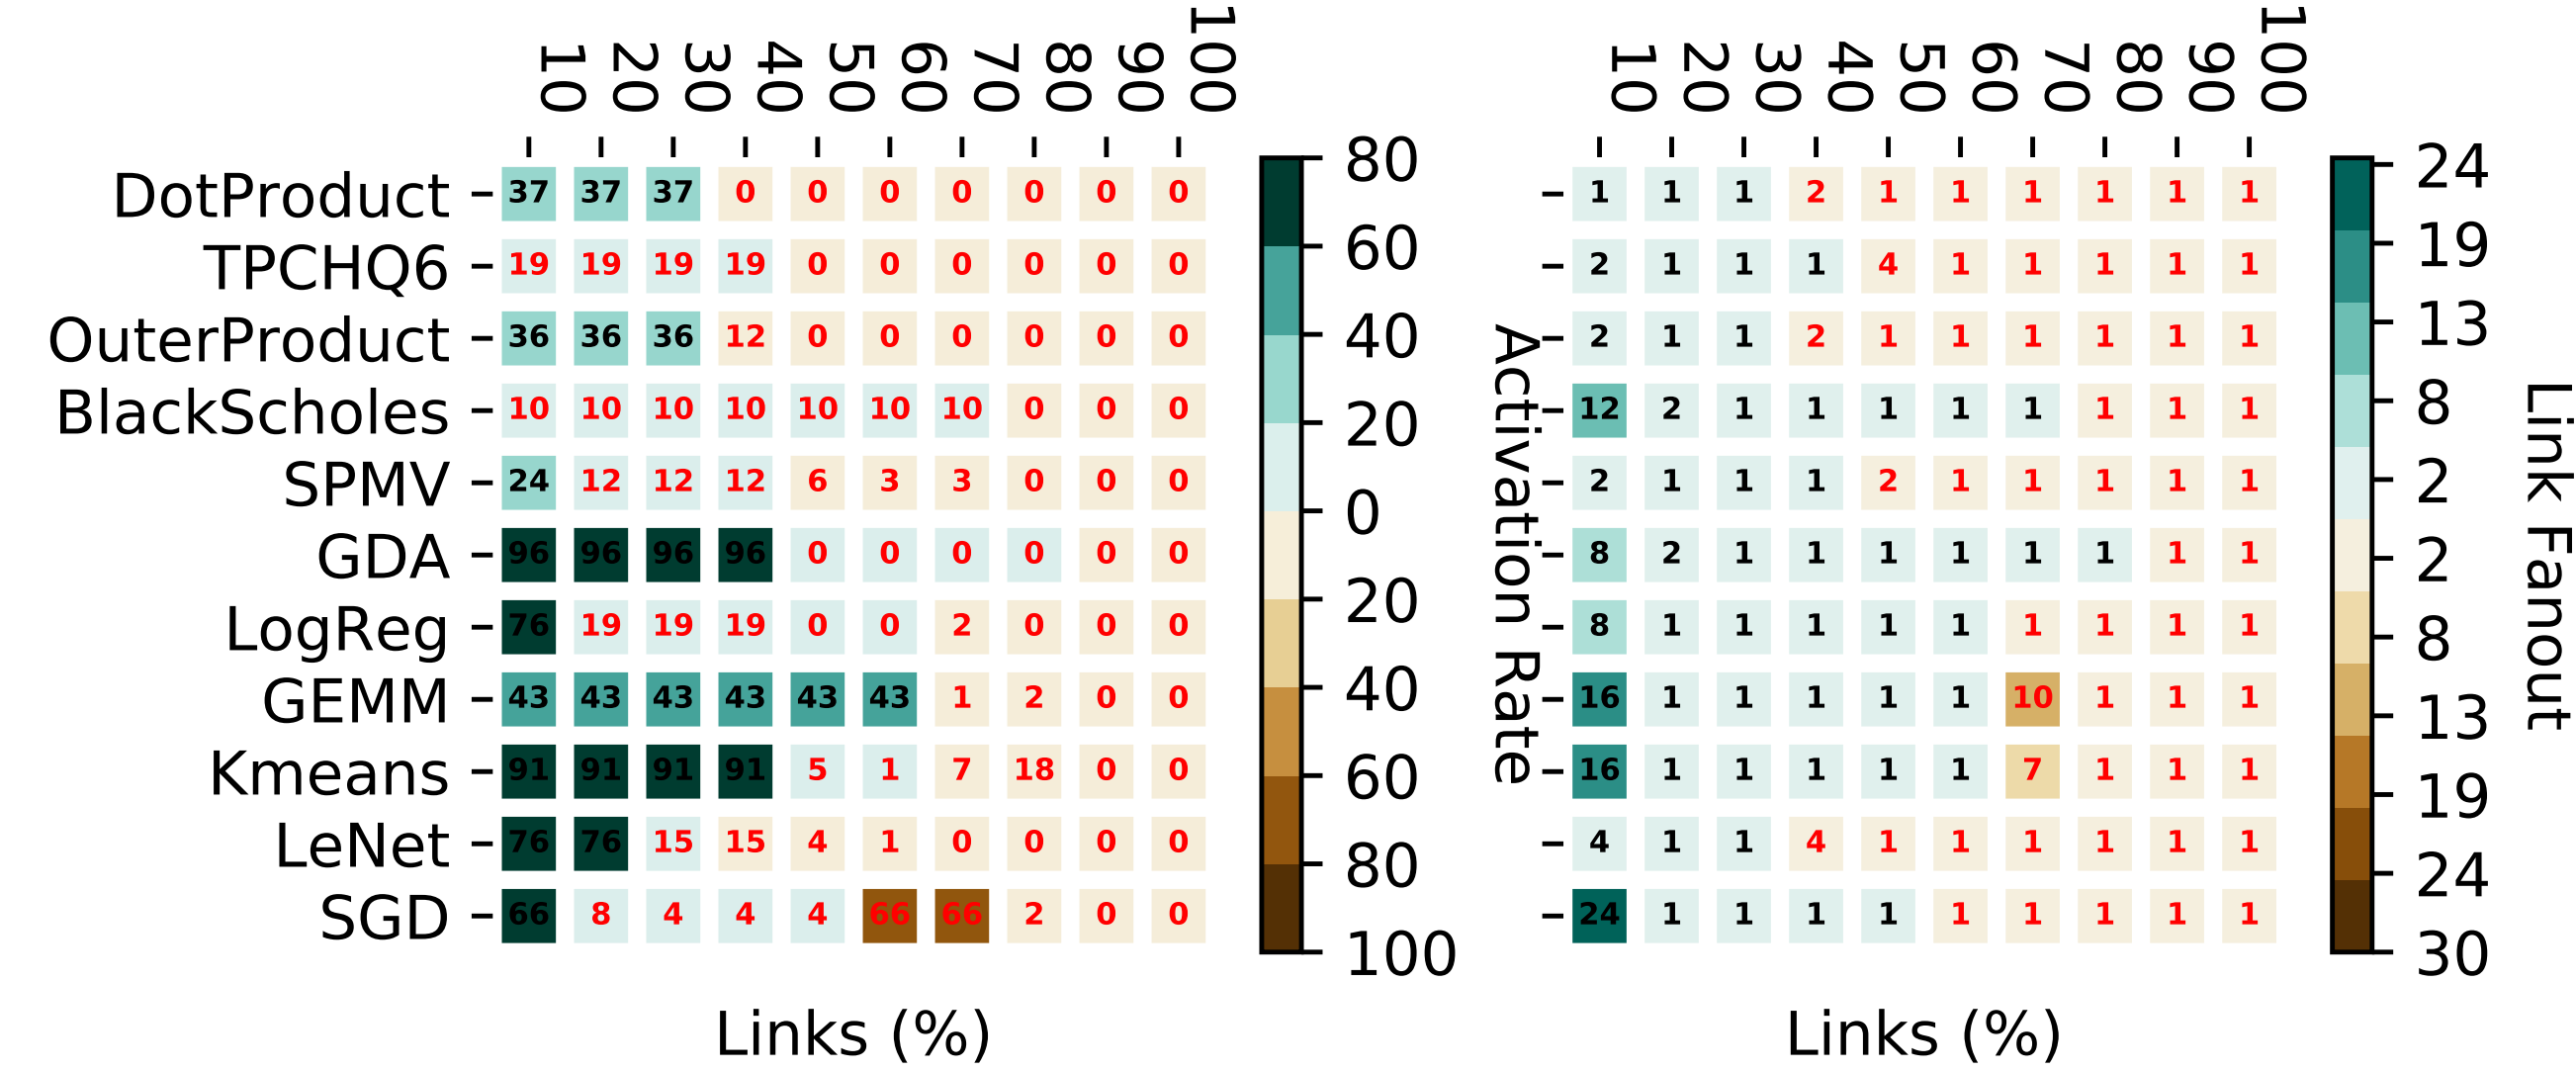 10 20 30 40 50 60 70 80 90 100
DotProduct 37 37 37 0 0 0 0 0 0 0
TPCHQ6 19 19 19 19 0 0 0 0 0 0
OuterProduct 36 36 36 12 0 0 0 0 0 0
BlackScholes 10 10 10 10 10 10 10 0 0 0
SPMV 24 12 12 12 6 3 3 0 0 0
GDA 96 96 96 96 0 0 0 0 0 0
LogReg 76 19 19 19 0 0 2 0 0 0
GEMM 43 43 43 43 43 43 1 2 0 0
Kmeans 91 91 91 91 5 1 7 18 0 0
LeNet 76 76 15 15 4 1 0 0 0 0
SGD 66 8 4 4 4 66 66 2 0 0
Links (%)
80
60
40
20
0
20
40
60
80
100
Activation Rate
10 20 30 40 50 60 70 80 90 100
1 1 1 2 1 1 1 1 1 1
2 1 1 1 4 1 1 1 1 1
2 1 1 2 1 1 1 1 1 1
12 2 1 1 1 1 1 1 1 1
2 1 1 1 2 1 1 1 1 1
8 2 1 1 1 1 1 1 1 1
8 1 1 1 1 1 1 1 1 1
16 1 1 1 1 1 10 1 1 1
16 1 1 1 1 1 7 1 1 1
4 1 1 4 1 1 1 1 1 1
24 1 1 1 1 1 1 1 1 1
Links (%)
24
19
13
8
2
2
8
13
19
24
30
Link Fanout